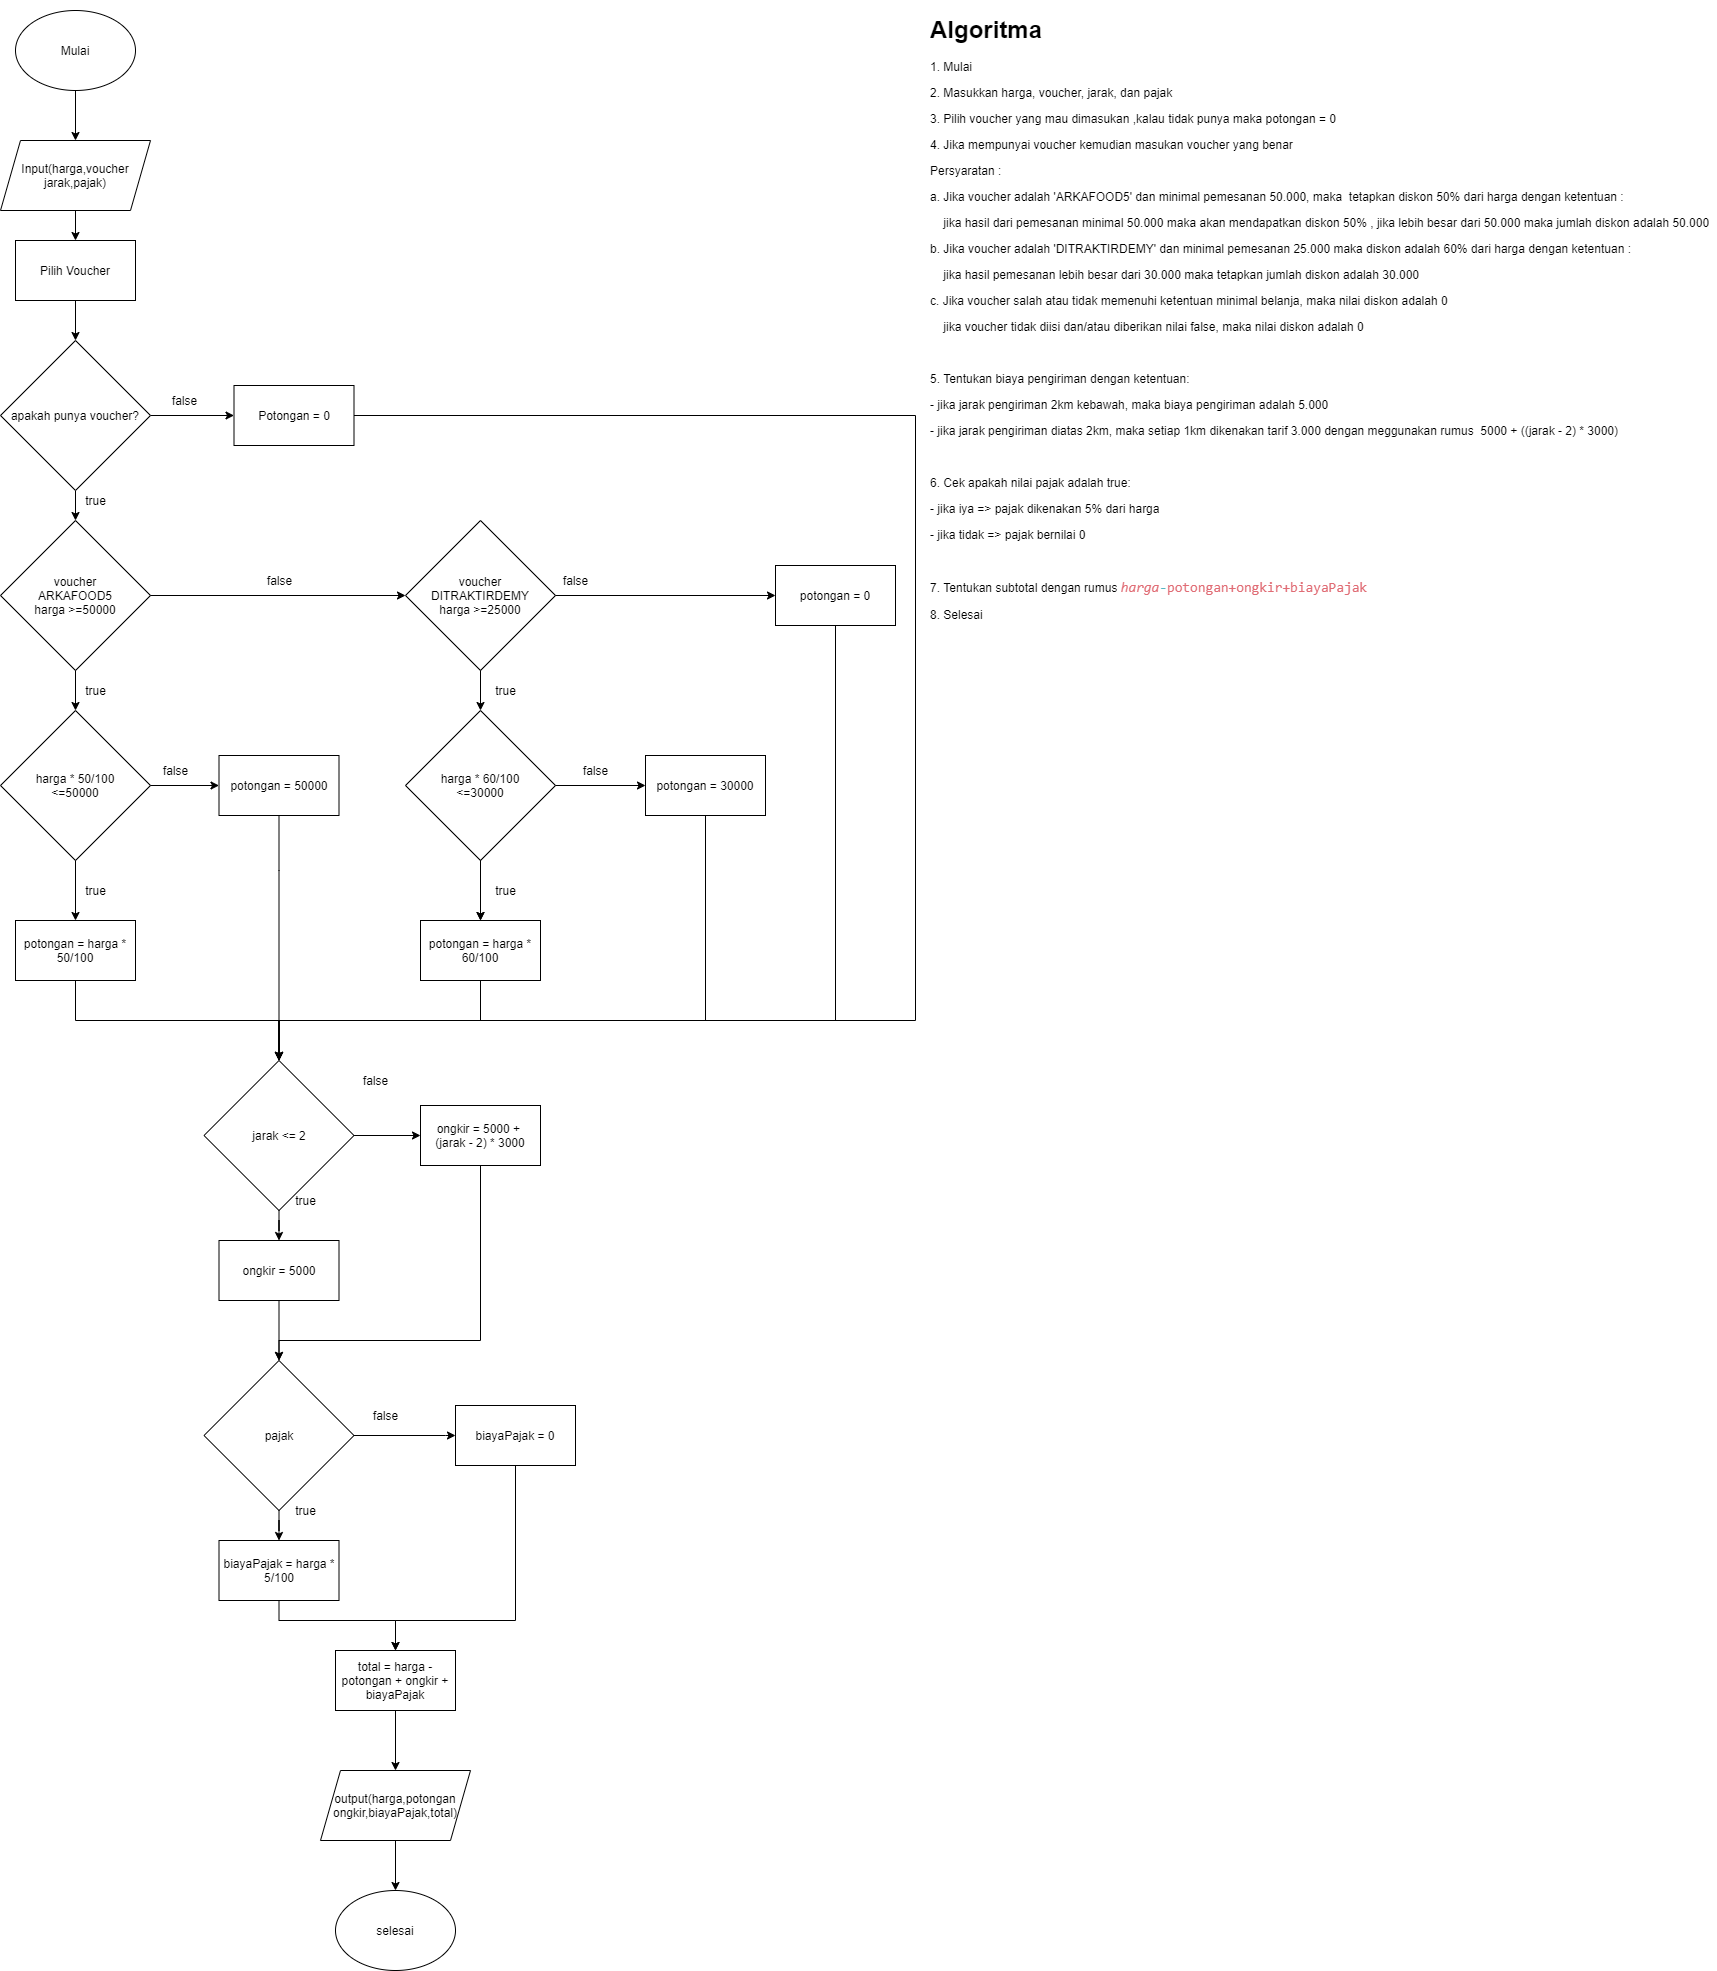 Mulai
Input(harga,voucher
jarak,pajak)
Pilih Voucher
apakah punya voucher?
false
Potongan = 0
true
voucher
ARKAFOOD5
harga >=50000
false
voucher
DITRAKTIRDEMY
harga >=25000
false
potongan = 0
true
true
harga * 50/100
<=50000
false
potongan = 50000
harga * 60/100
<=30000
false
potongan = 30000
true
true
potongan = harga *
50/100
potongan = harga *
60/100
jarak <= 2
false
ongkir = 5000 +
(jarak - 2) * 3000
true
ongkir = 5000
pajak
false
biayaPajak = 0
true
biayaPajak = harga *
5/100
total = harga -
potongan + ongkir +
biayaPajak
output(harga,potongan
ongkir,biayaPajak,total)
selesai
Algoritma
1. Mulai
2. Masukkan harga, voucher, jarak, dan pajak
3. Pilih voucher yang mau dimasukan ,kalau tidak punya maka potongan = 0
4. Jika mempunyai voucher kemudian masukan voucher yang benar
Persyaratan :
a. Jika voucher adalah 'ARKAFOOD5' dan minimal pemesanan 50.000, maka  tetapkan diskon 50% dari harga dengan ketentuan :
jika hasil dari pemesanan minimal 50.000 maka akan mendapatkan diskon 50% , jika lebih besar dari 50.000 maka jumlah diskon adalah 50.000
b. Jika voucher adalah 'DITRAKTIRDEMY' dan minimal pemesanan 25.000 maka diskon adalah 60% dari harga dengan ketentuan :
jika hasil pemesanan lebih besar dari 30.000 maka tetapkan jumlah diskon adalah 30.000
c. Jika voucher salah atau tidak memenuhi ketentuan minimal belanja, maka nilai diskon adalah 0
jika voucher tidak diisi dan/atau diberikan nilai false, maka nilai diskon adalah 0
5. Tentukan biaya pengiriman dengan ketentuan:
- jika jarak pengiriman 2km kebawah, maka biaya pengiriman adalah 5.000
- jika jarak pengiriman diatas 2km, maka setiap 1km dikenakan tarif 3.000 dengan meggunakan rumus  5000 + ((jarak - 2) * 3000)
6. Cek apakah nilai pajak adalah true:
- jika iya => pajak dikenakan 5% dari harga
- jika tidak => pajak bernilai 0
7. Tentukan subtotal dengan rumus harga-potongan+ongkir+biayaPajak
8. Selesai